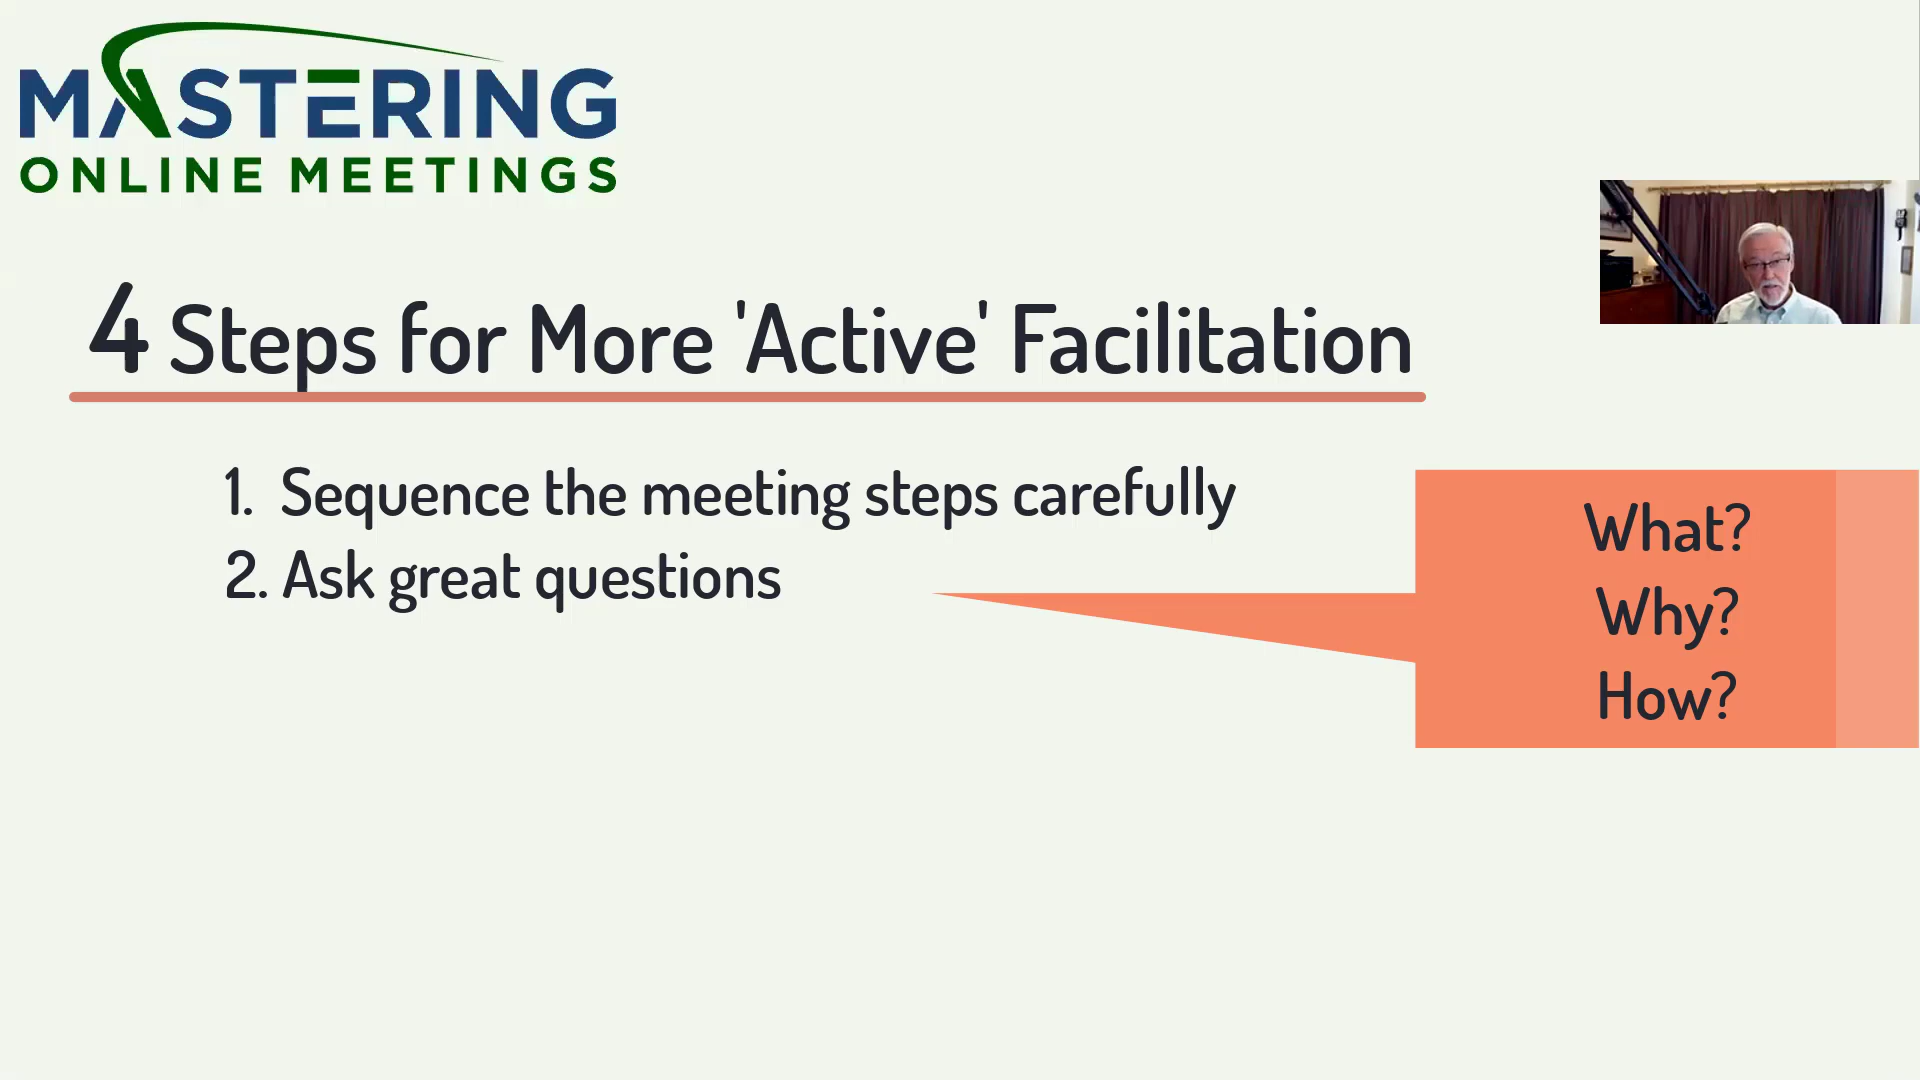 MASTERING
ONLINE MEETINGS
4 Steps for More 'Active' Facilitation
1. Sequence the meeting steps carefully
2. Ask great questions
What?
Why?
How?